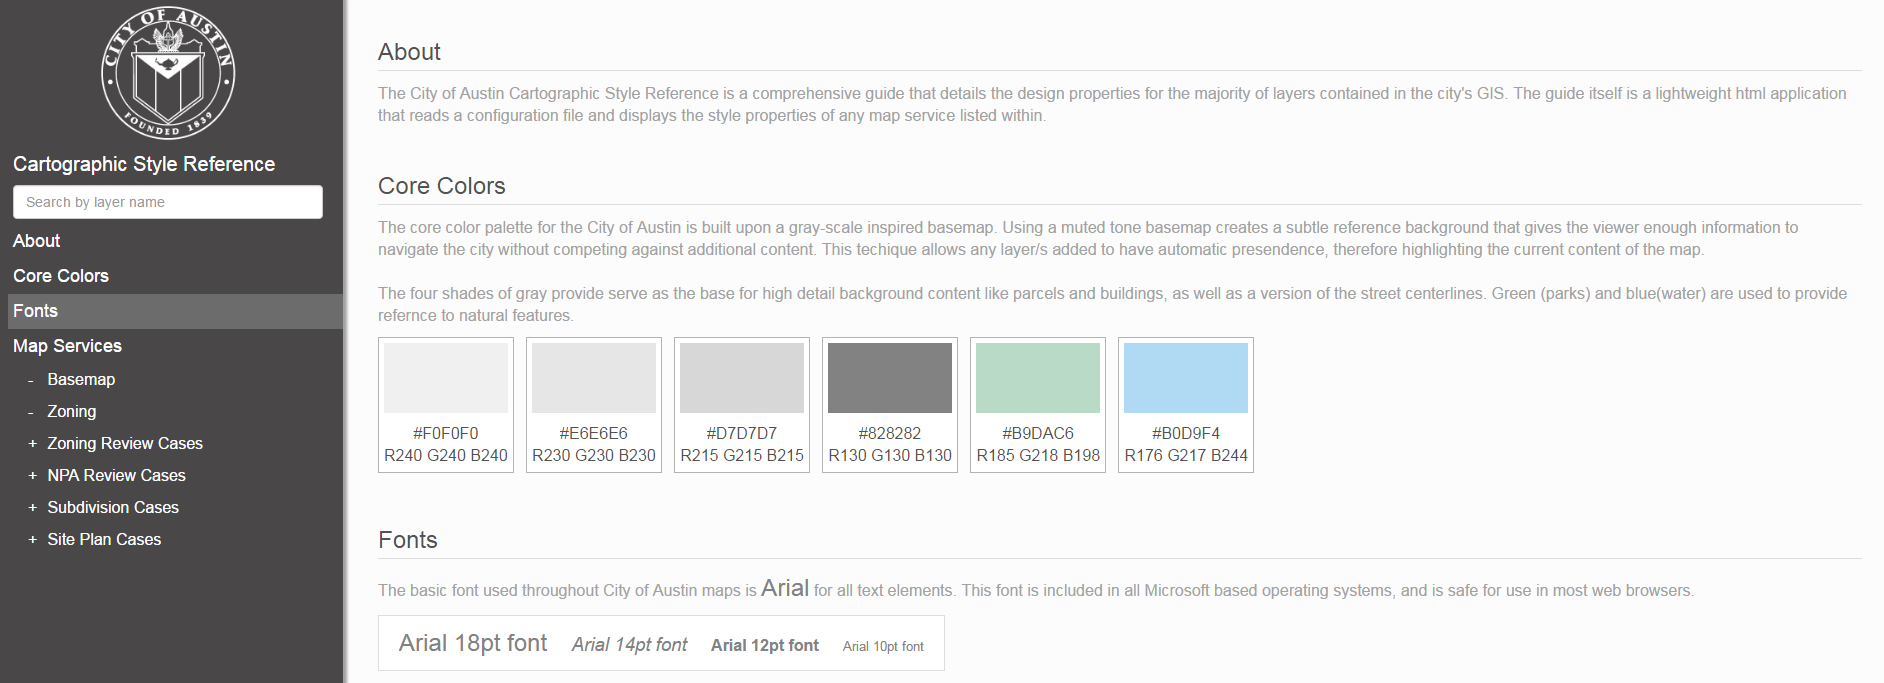 CITY OF AUSTIN
FOUNDED 1839
Cartographic Style Reference
Search by layer name
About
Core Colors
Fonts
Map Services
- Basemap
- Zoning
+ Zoning Review Cases
+ NPA Review Cases
+ Subdivision Cases
+ Site Plan Cases
About
The City of Austin Cartographic Style Reference is a comprehensive guide that details the design properties for the majority of layers contained in the city's GIS. The guide itself is a lightweight html application
that reads a configuration file and displays the style properties of any map service listed within.
Core Colors
The core color palette for the City of Austin is built upon a gray-scale inspired basemap. Using a muted tone basemap creates a subtle reference background that gives the viewer enough information to
navigate the city without competing against additional content. This techique allows any layer/s added to have automatic presendence, therefore highlighting the current content of the map.
The four shades of gray provide serve as the base for high detail background content like parcels and buildings, as well as a version of the street centerlines. Green (parks) and blue(water) are used to provide
refernce to natural features.
#F0F0F0
R240 G240 B240
#E6E6E6
R230 G230 B230
#D7D7D7
R215 G215 B215
#828282
R130 G130 B130
#B9DAC6
R185 G218 B198
#B0D9F4
R176 G217 B244
Fonts
The basic font used throughout City of Austin maps is Arial for all text elements. This font is included in all Microsoft based operating systems, and is safe for use in most web browsers.
Arial 18pt font Arial 14pt font Arial 12pt font Arial 10pt font